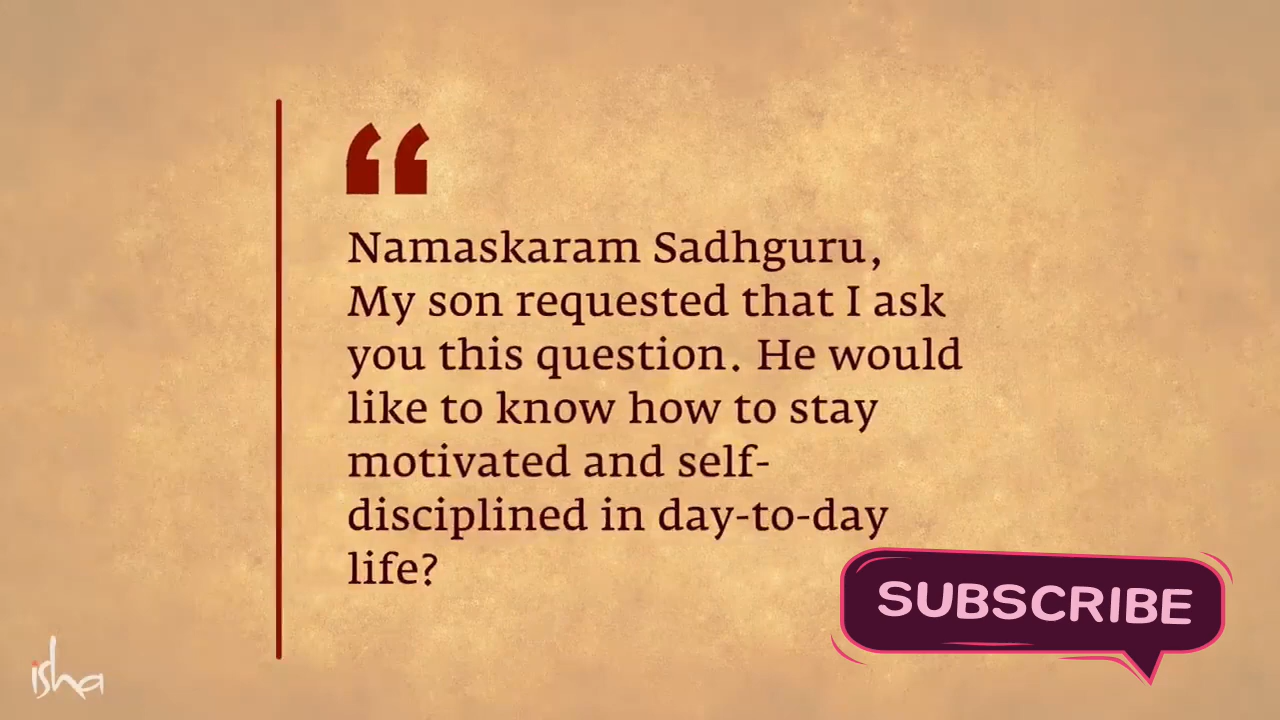 “
Namaskaram Sadhguru,
My son requested that I ask
you this question. He would
like to know how to stay
motivated and self-
disciplined in day-to-day
life?
SUBSCRIBE
isha